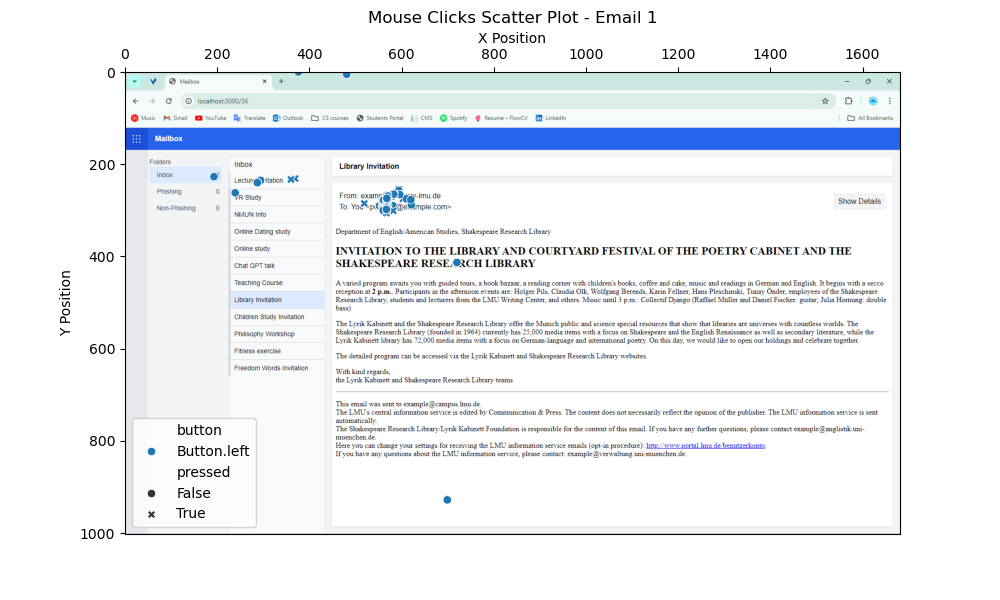 Mouse Clicks Scatter Plot - Email 1
X Position
0 200 400 600 800 1000 1200 1400 1600
Y Position
0
200
400
600
800
1000
Mailbox
localhost:3000/36
Music Gmail YouTube Translate Outlook CS courses Students Portal CMS Spotify Resume – FlowCV LinkedIn All Bookmarks
Mailbox
Folders
Inbox
Phishing 0
Non-Phishing 0
Inbox
VR Study
NMUN Info
Online Dating study
Online study
Chat GPT talk
Teaching Course
Library Invitation
Children Study Invitation
Philisophy Workshop
Fitness exercise
Freedom Words Invitation
Library Invitation
From: lmu.de
To: You
Show Details
Department of English/American Studies, Shakespeare Research Library
INVITATION TO THE LIBRARY AND COURTYARD FESTIVAL OF THE POETRY CABINET AND THE
SHAKESPEARE RESEARCH LIBRARY
A varied program awaits you with guided tours, a book bazaar, a reading corner with children's books, coffee and cake, music and readings in German and English. It begins with a secco
reception at 2 p.m.. Participants in the afternoon events are: Holger Pils, Claudia Olk, Wolfgang Berends, Karin Fellner, Hans Pleschinski, Tunay Önder, employees of the Shakespeare
Research Library, students and lecturers from the LMU Writing Center, and others. Music until 3 p.m.: Collectif Django (Raffael Müller and Daniel Fischer: guitar; Julia Hornung: double
bass).
The Lyrik Kabinett and the Shakespeare Research Library offer the Munich public and science special resources that show that libraries are universes with countless worlds. The
Shakespeare Research Library (founded in 1964) currently has 25,000 media items with a focus on Shakespeare and the English Renaissance as well as secondary literature, while the
Lyrik Kabinett library has 72,000 media items with a focus on German-language and international poetry. On this day, we would like to open our holdings and celebrate together.
The detailed program can be accessed via the Lyrik Kabinett and Shakespeare Research Library websites.
With kind regards,
the Lyrik Kabinett and Shakespeare Research Library teams
This email was sent to example@campus.lmu.de.
The LMU's central information service is edited by Communication & Press. The content does not necessarily reflect the opinion of the publisher. The LMU information service is sent
automatically.
The Shakespeare Research Library/Lyrik Kabinett Foundation is responsible for the content of this email. If you have any further questions, please contact example@anglistik.uni-
muenchen.de.
Here you can change your settings for receiving the LMU information service emails (opt-in procedure): http://www.portal.lmu.de/benutzerkonto.
If you have any questions about the LMU information service, please contact: example@verwaltung.uni-muenchen.de.
button
Button.left
pressed
False
True